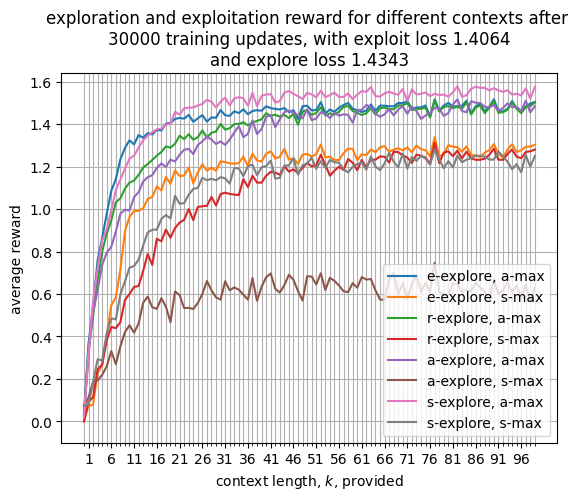 exploration and exploitation reward for different contexts after
30000 training updates, with exploit loss 1.4064
and explore loss 1.4343
1.6
1.4
1.2
1.0
0.8
0.6
0.4
0.2
0.0
average reward
e-explore, a-max
e-explore, s-max
r-explore, a-max
r-explore, s-max
a-explore, a-max
a-explore, s-max
s-explore, a-max
s-explore, s-max
1 6 11 16 21 26 31 36 41 46 51 56 61 66 71 76 81 86 91 96
context length, k, provided